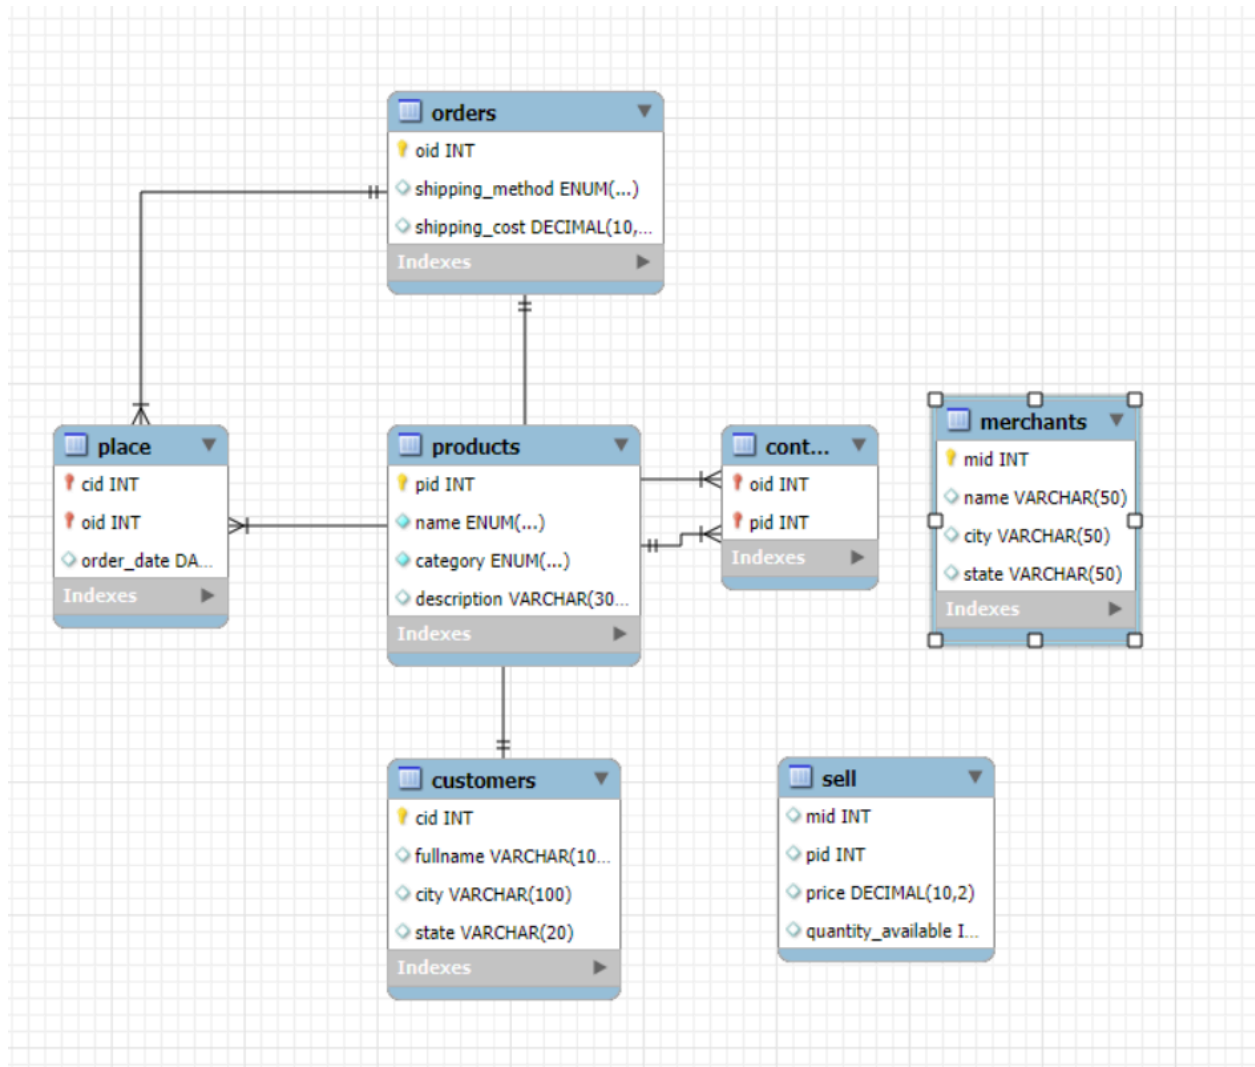 orders
oid INT
shipping_method ENUM(...)
shipping_cost DECIMAL(10,...
Indexes
place
cid INT
oid INT
order_date DA...
Indexes
products
pid INT
name ENUM(...)
category ENUM(...)
description VARCHAR(30...
Indexes
cont...
oid INT
pid INT
Indexes
merchants
mid INT
name VARCHAR(50)
city VARCHAR(50)
state VARCHAR(50)
Indexes
customers
cid INT
fullname VARCHAR(10...
city VARCHAR(100)
state VARCHAR(20)
Indexes
sell
mid INT
pid INT
price DECIMAL(10,2)
quantity_available I...